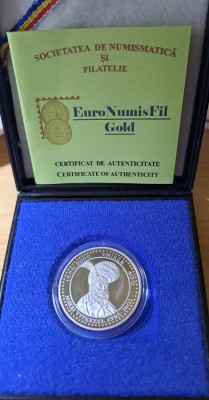 SOCIETATEA DE NUMISMATICĂ
ȘI
FILATELIE
EuroNumisFil
Gold
CERTIFICAT DE AUTENTICITATE
CERTIFICATE OF AUTHENTICITY